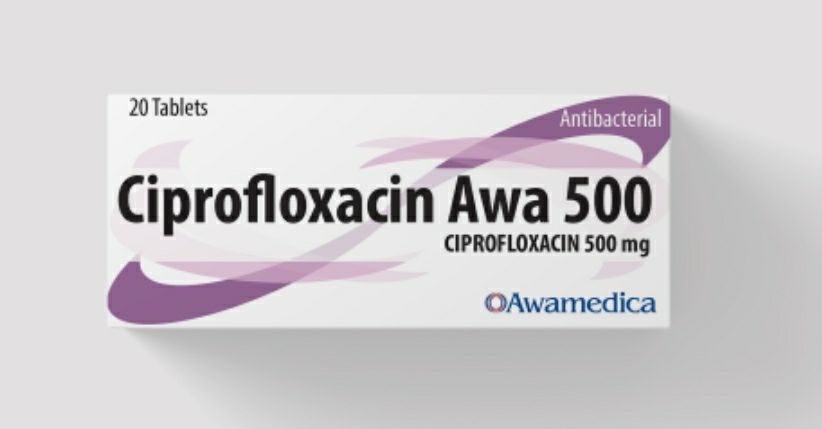 20 Tablets
Antibacterial
Ciprofloxacin Awa 500
CIPROFLOXACIN 500 mg
Awamedica